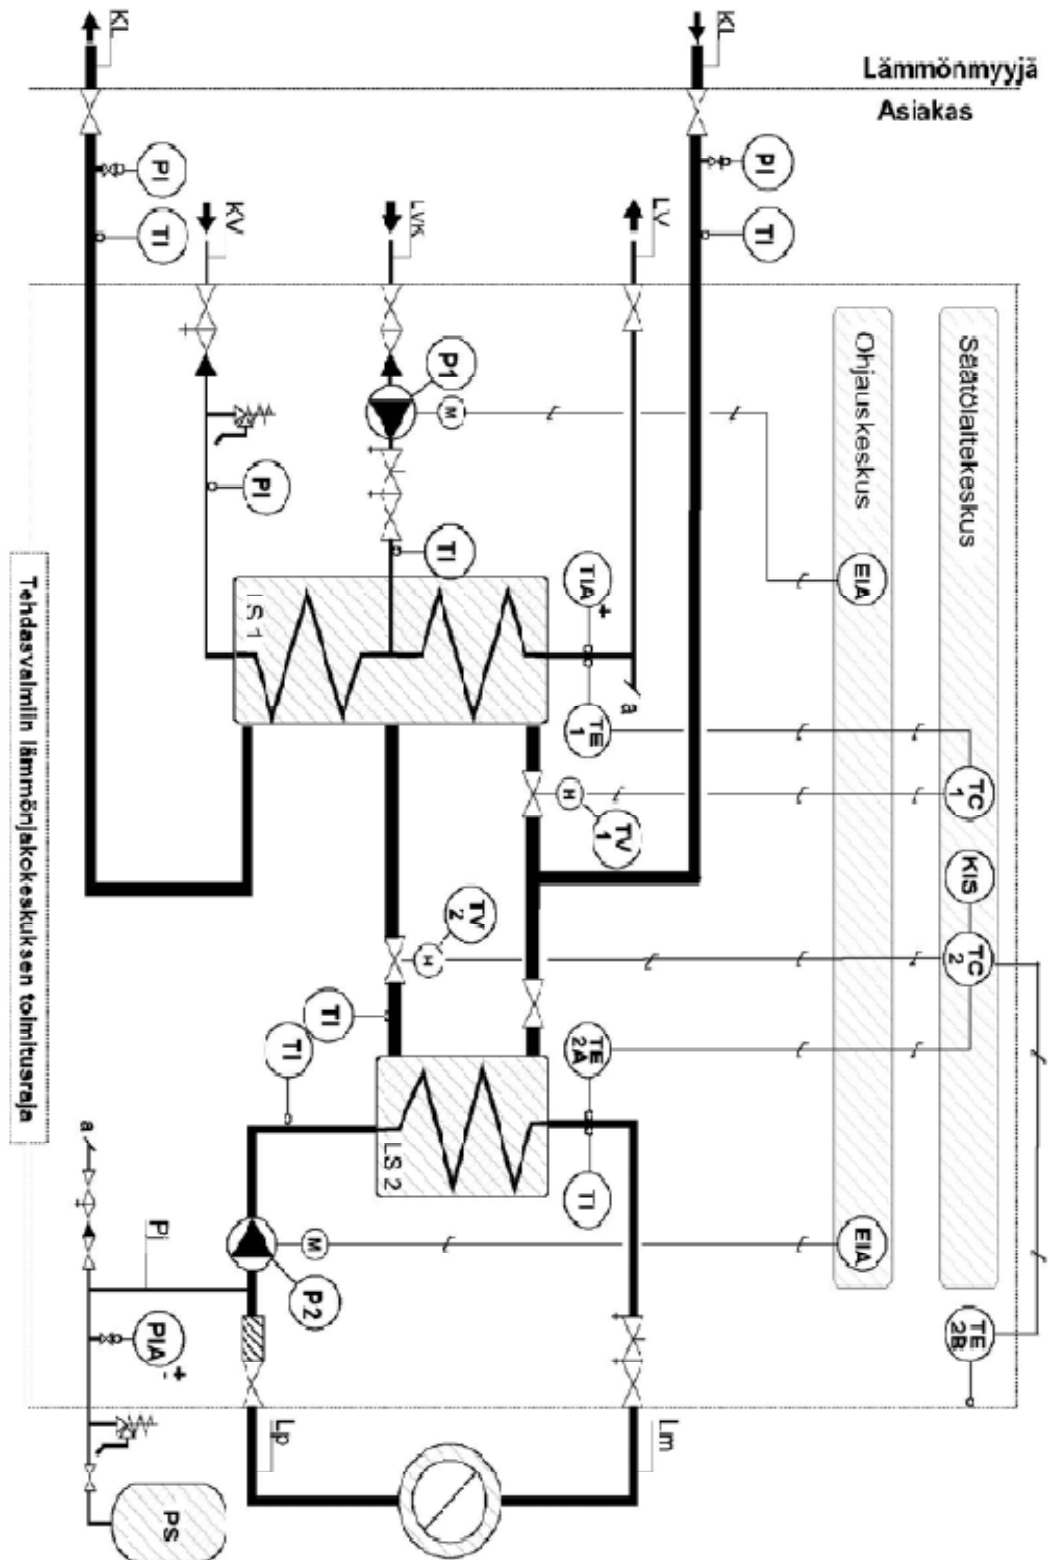 KL
KL
Lämmönmyyjä
Asiakas
PI
PI
TI
KV
LVK
LV
TI
Säätölaitekeskus
Ohjauskeskus
P1
M
PI
TI
TIA
+
EIA
LS 1
a
TE
1
TC
1
H
TV
1
KIS
TV
2
H
TC
2
TI
TI
TE
2A
Tehdasvalmiin lämmönjakokeskuksen toimitusraja
a
LS 2
TI
PI
M
EIA
P2
PIA
+
-
TE
2B
Lp
Lm
PS